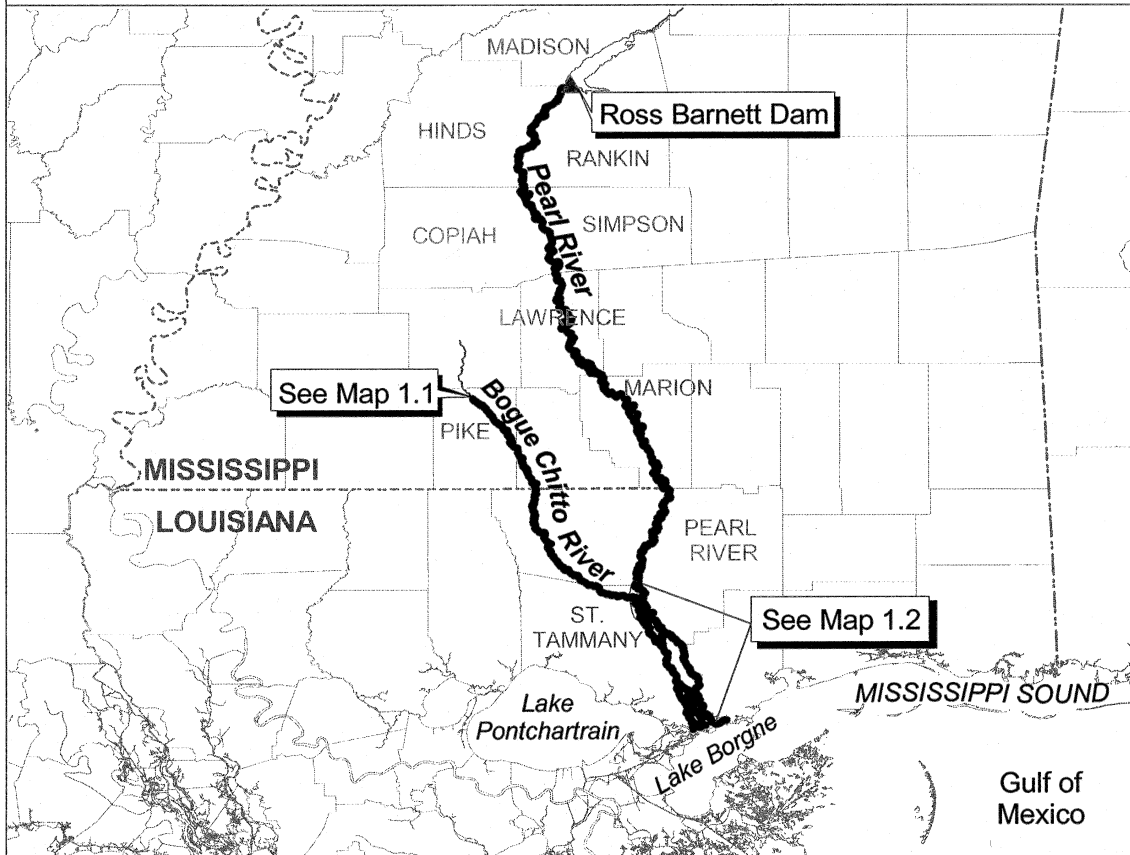 MADISON
Ross Barnett Dam
HINDS
RANKIN
Pearl River
COPIAH
SIMPSON
LAWRENCE
See Map 1.1
MARION
PIKE
Bogue Chitto River
MISSISSIPPI
LOUISIANA
PEARL
RIVER
ST.
TAMMANY
See Map 1.2
MISSISSIPPI SOUND
Lake
Pontchartrain
Lake Borgne
Gulf of
Mexico